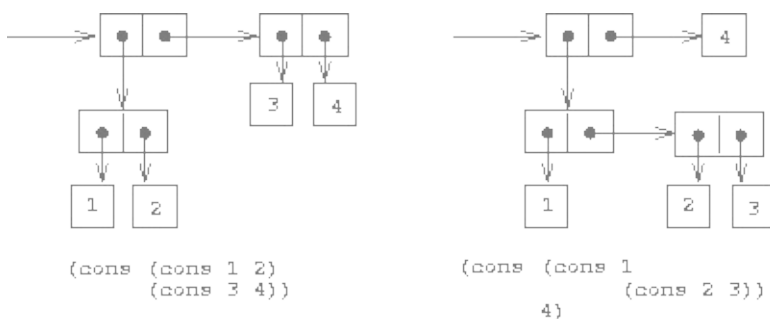 4
3 4
1 2
1 2 3
(cons (cons 1 2)
(cons 3 4))
(cons (cons 1
(cons 2 3))
4)